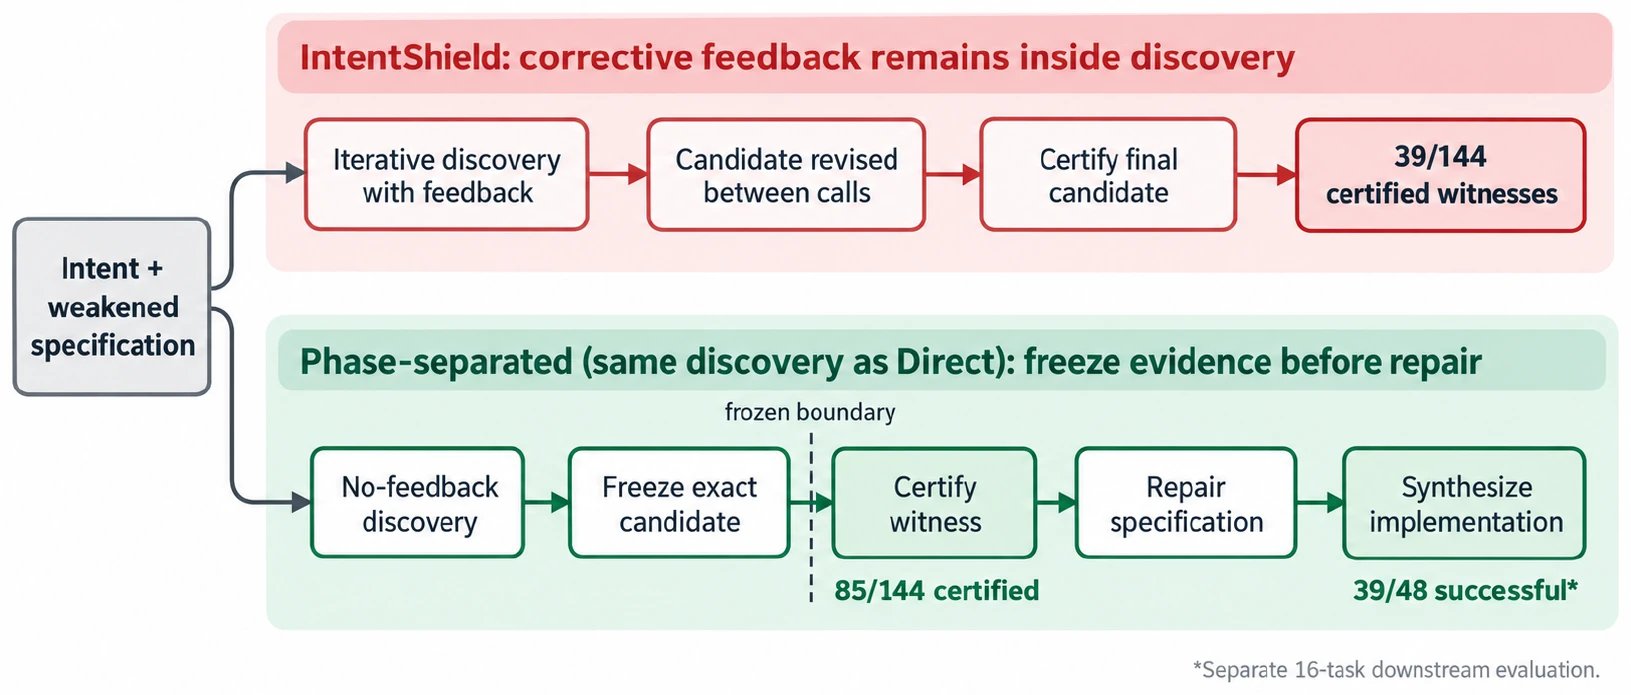 IntentShield: corrective feedback remains inside discovery
Iterative discovery
with feedback
Candidate revised
between calls
Certify final
candidate
39/144
certified witnesses
Intent +
weakened
specification
Phase-separated (same discovery as Direct): freeze evidence before repair
frozen boundary
No-feedback
discovery
Freeze exact
candidate
Certify
witness
Repair
specification
Synthesize
implementation
85/144 certified
39/48 successful*
*Separate 16-task downstream evaluation.